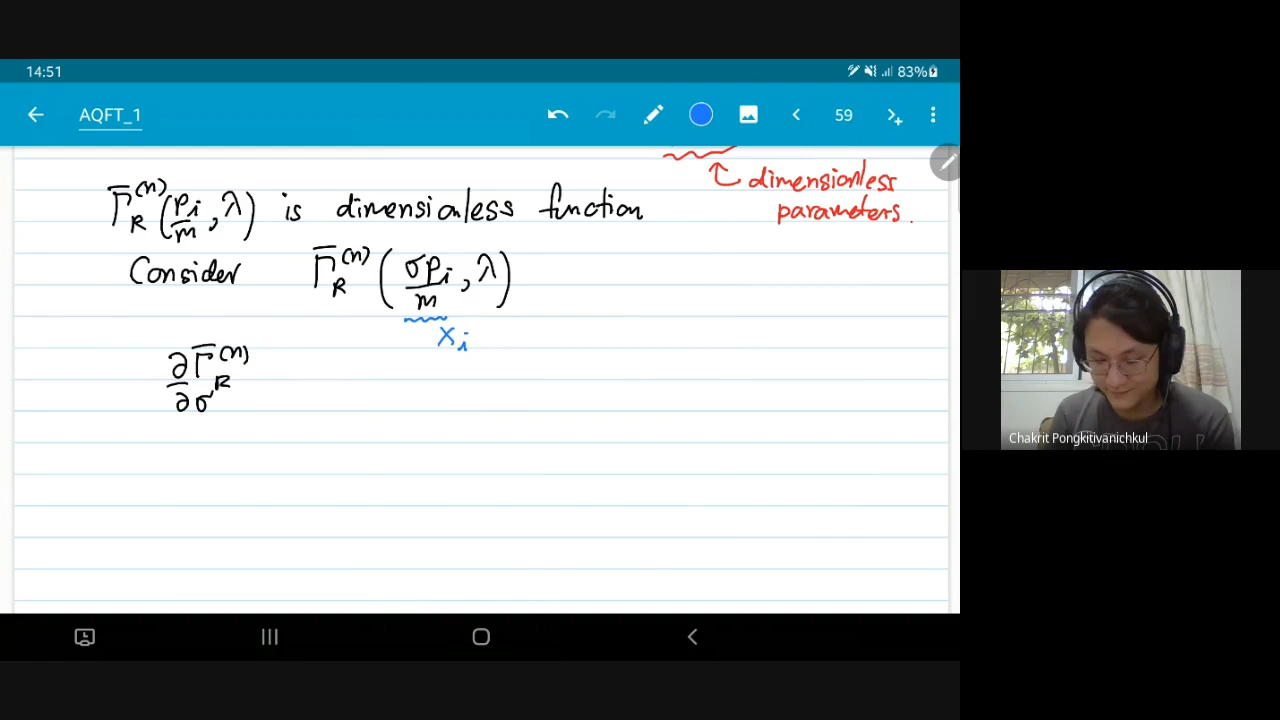 14:51
83%
AQFT_1
59
dimensionless
parameters.
Γ̅_R^(n)(p_i/m, λ) is dimensionless function
Consider Γ̅_R^(n)(σp_i/m, λ)
x_i
∂Γ̅_R^(n)/∂σ
Chakrit Pongkitivanichkul